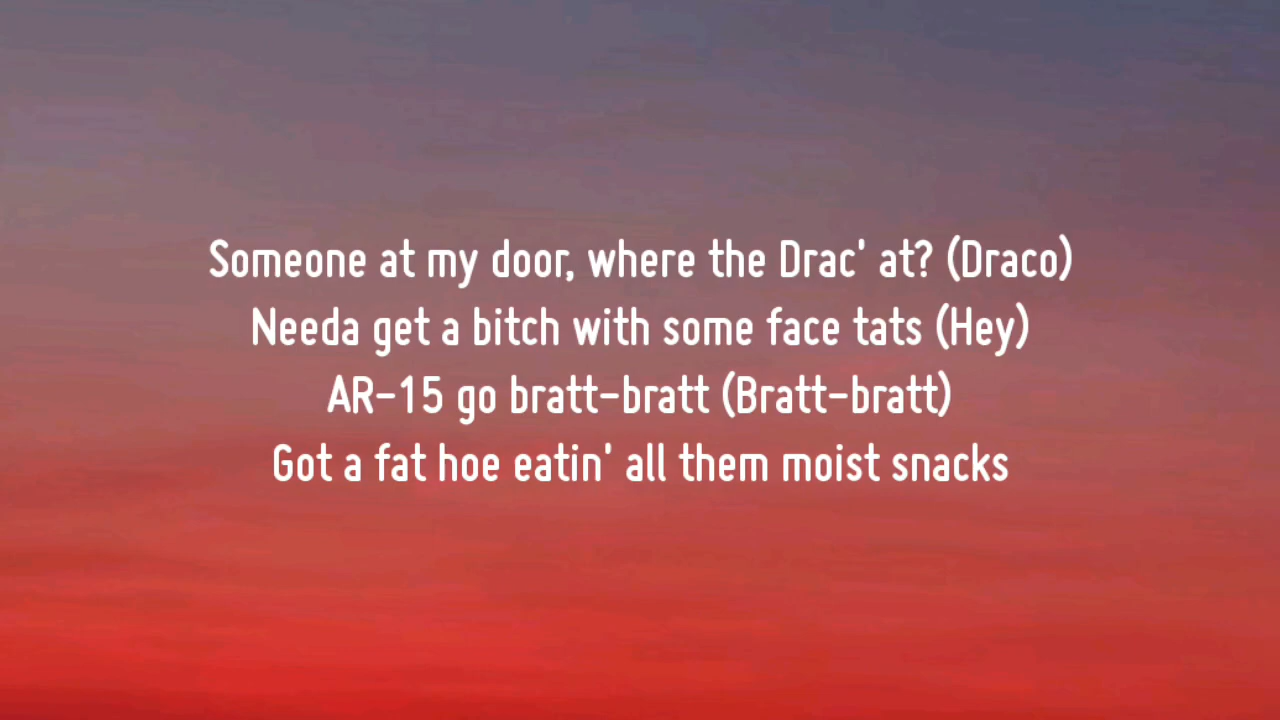 Someone at my door, where the Drac' at? (Draco)
Needa get a bitch with some face tats (Hey)
AR-15 go bratt-bratt (Bratt-bratt)
Got a fat hoe eatin' all them moist snacks